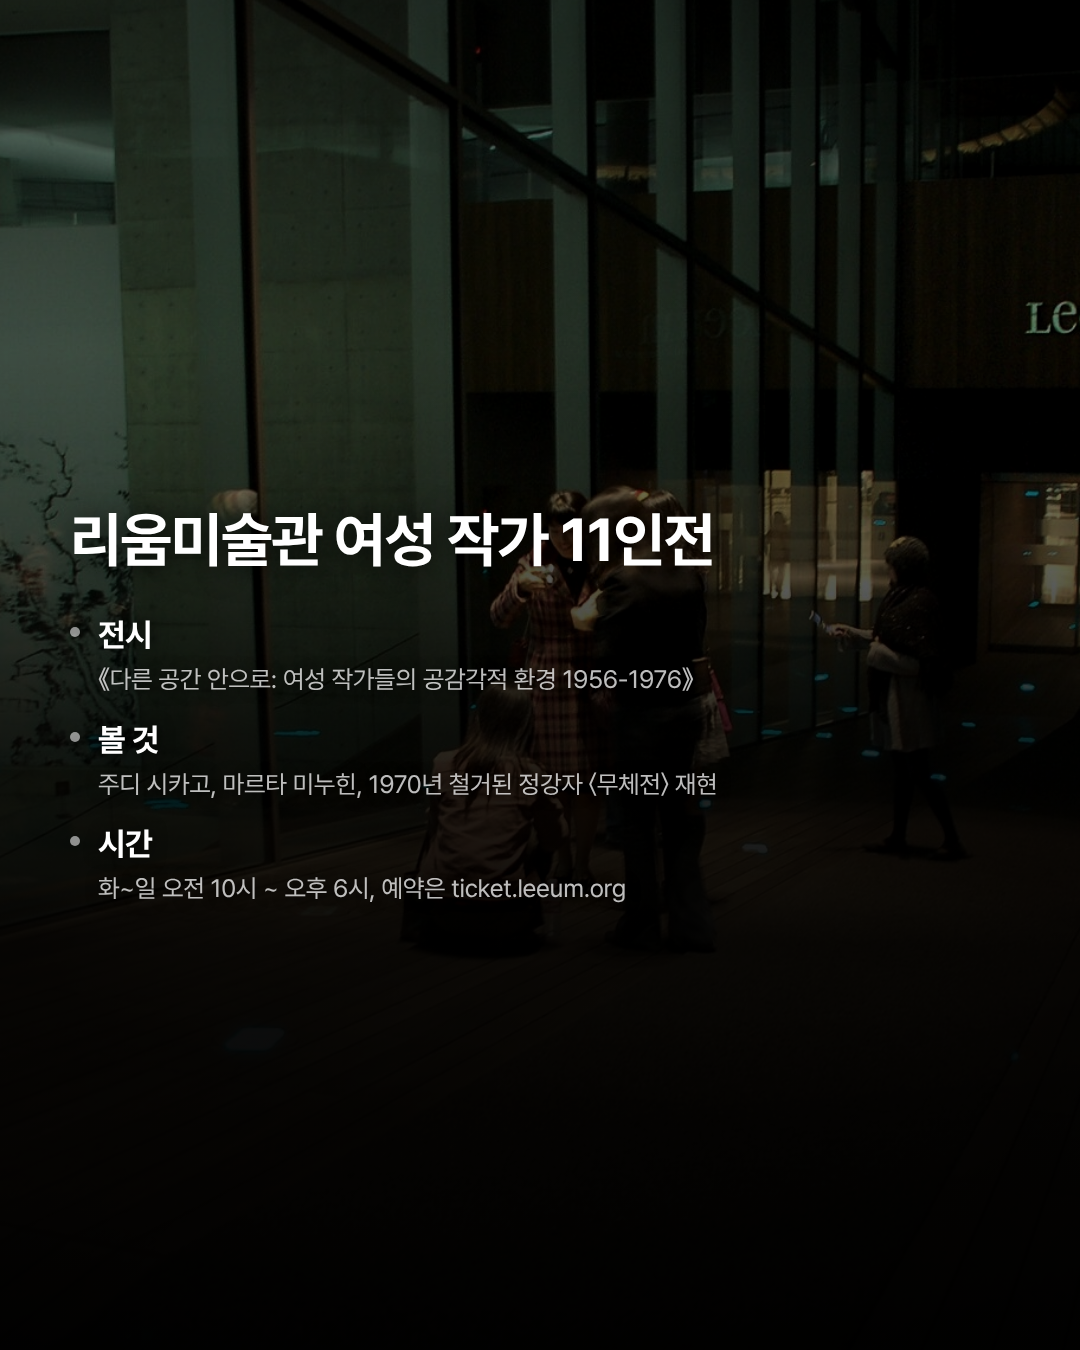 Le
리움미술관 여성 작가 11인전
• 전시
《다른 공간 안으로: 여성 작가들의 공감각적 환경 1956-1976》
• 볼 것
주디 시카고, 마르타 미누힌, 1970년 철거된 정강자 〈무체전〉 재현
• 시간
화~일 오전 10시 ~ 오후 6시, 예약은 ticket.leeum.org